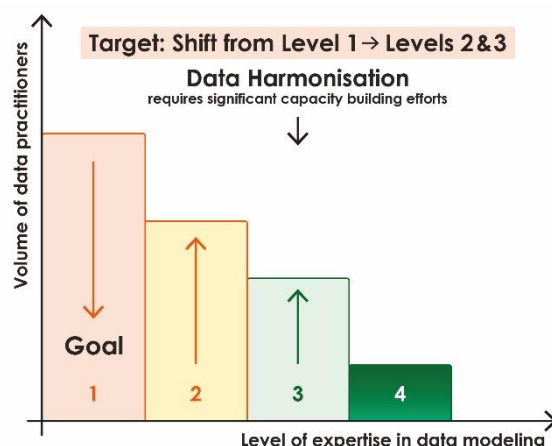 Target: Shift from Level 1 → Levels 2&3
Data Harmonisation
requires significant capacity building efforts
Volume of data practitioners
Goal
1
2
3
4
Level of expertise in data modeling